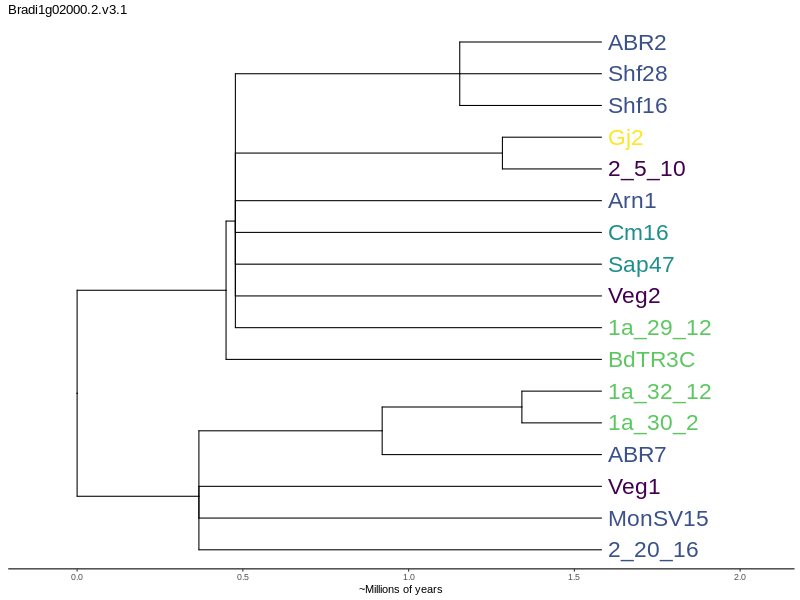 Bradi1g02000.2.v3.1
ABR2
Shf28
Shf16
Gj2
2_5_10
Arn1
Cm16
Sap47
Veg2
1a_29_12
BdTR3C
1a_32_12
1a_30_2
ABR7
Veg1
MonSV15
2_20_16
0.0 0.5 1.0 1.5 2.0
~Millions of years